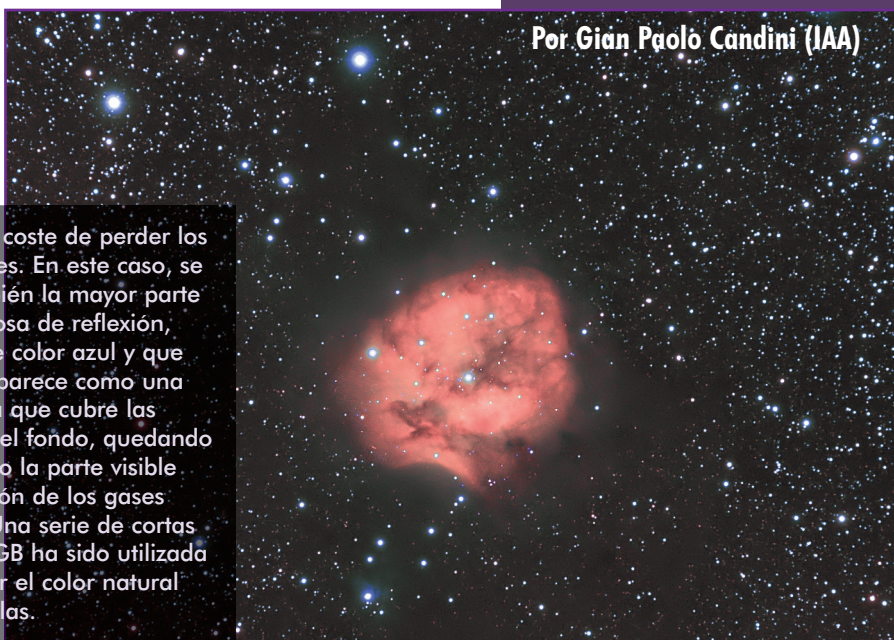 Por Gian Paolo Candini (IAA)
coste de perder los
es. En este caso, se
ién la mayor parte
osa de reflexión,
color azul y que
parece como una
que cubre las
el fondo, quedando
o la parte visible
ón de los gases
Una serie de cortas
GB ha sido utilizada
r el color natural
las.